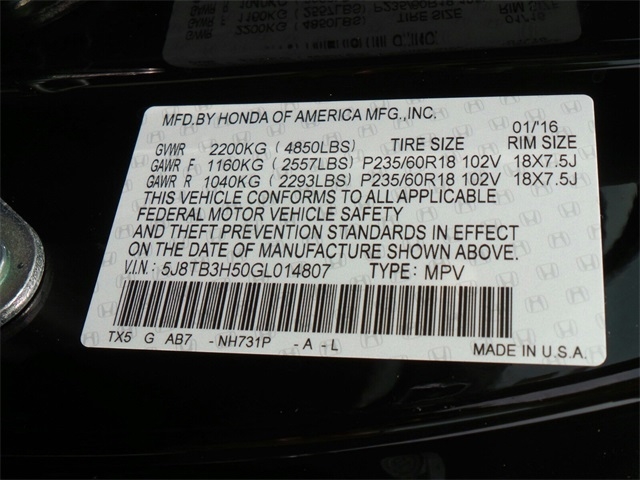 MFD.BY HONDA OF AMERICA MFG.,INC.
01/16
GVWR 2200KG (4850LBS) TIRE SIZE RIM SIZE
GAWR F 1160KG (2557LBS) P235/60R18 102V 18X7.5J
GAWR R 1040KG (2293LBS) P235/60R18 102V 18X7.5J
THIS VEHICLE CONFORMS TO ALL APPLICABLE
FEDERAL MOTOR VEHICLE SAFETY
AND THEFT PREVENTION STANDARDS IN EFFECT
ON THE DATE OF MANUFACTURE SHOWN ABOVE.
V.I.N.: 5J8TB3H50GL014807 TYPE: MPV
TX5 G AB7 - NH731P - A - L
MADE IN U.S.A.